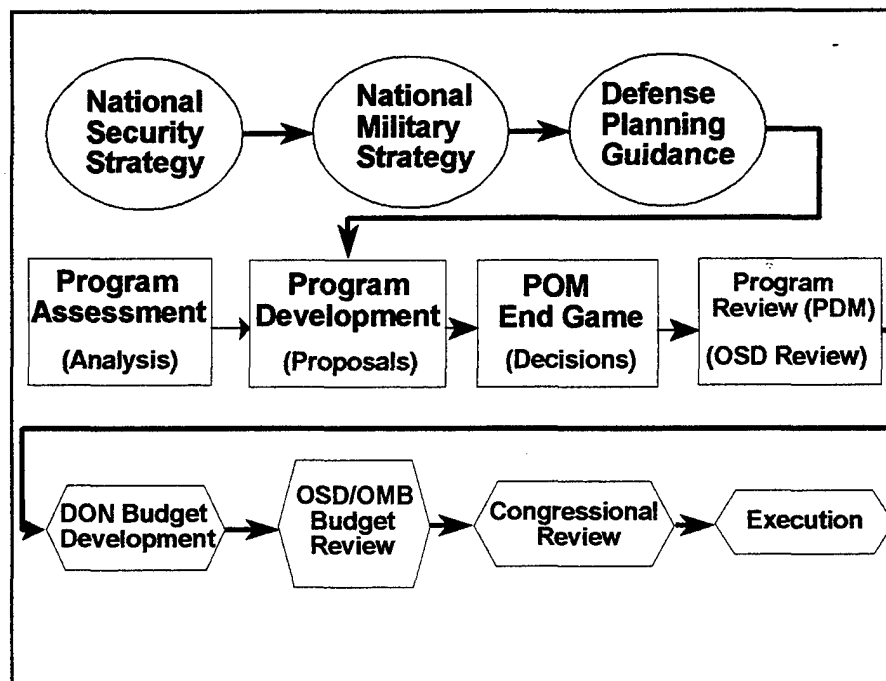 National
Security
Strategy
National
Military
Strategy
Defense
Planning
Guidance
Program
Assessment
(Analysis)
Program
Development
(Proposals)
POM
End Game
(Decisions)
Program
Review (PDM)
(OSD Review)
DON Budget
Development
OSD/OMB
Budget
Review
Congressional
Review
Execution